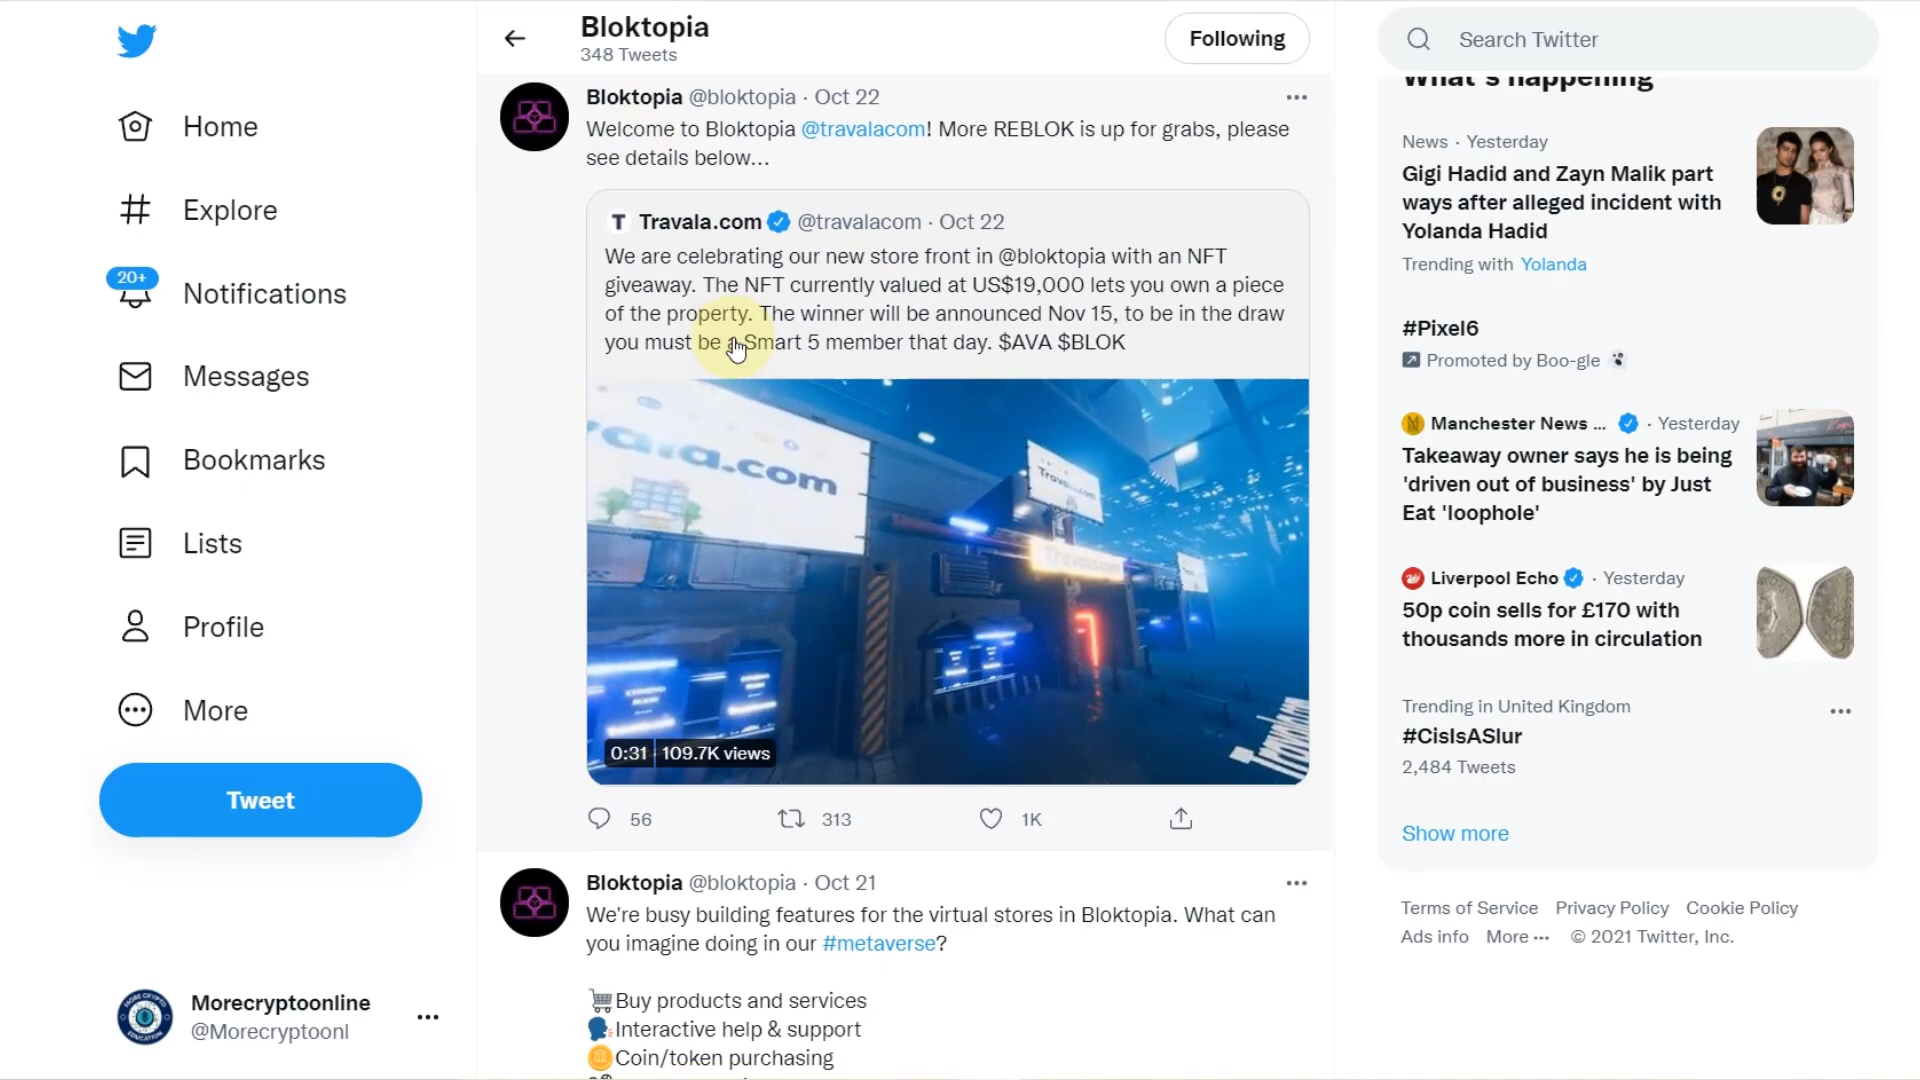 Home
Explore
20+
Notifications
Messages
Bookmarks
Lists
Profile
More
Tweet
Morecryptoonline
@Morecryptoonl
Bloktopia
348 Tweets
Following
Bloktopia @bloktopia · Oct 22
Welcome to Bloktopia @travalacom! More REBLOK is up for grabs, please
see details below...
T Travala.com @travalacom · Oct 22
We are celebrating our new store front in @bloktopia with an NFT
giveaway. The NFT currently valued at US$19,000 lets you own a piece
of the property. The winner will be announced Nov 15, to be in the draw
you must be a Smart 5 member that day. $AVA $BLOK
Travala.com
0:31 109.7K views
56 313 1K
Bloktopia @bloktopia · Oct 21
We're busy building features for the virtual stores in Bloktopia. What can
you imagine doing in our #metaverse?
Buy products and services
Interactive help & support
Coin/token purchasing
Search Twitter
What's happening
News · Yesterday
Gigi Hadid and Zayn Malik part
ways after alleged incident with
Yolanda Hadid
Trending with Yolanda
#Pixel6
Promoted by Boo-gle
Manchester News ... · Yesterday
Takeaway owner says he is being
'driven out of business' by Just
Eat 'loophole'
Liverpool Echo · Yesterday
50p coin sells for £170 with
thousands more in circulation
Trending in United Kingdom
#CisIsASlur
2,484 Tweets
Show more
Terms of Service Privacy Policy Cookie Policy
Ads info More ··· © 2021 Twitter, Inc.